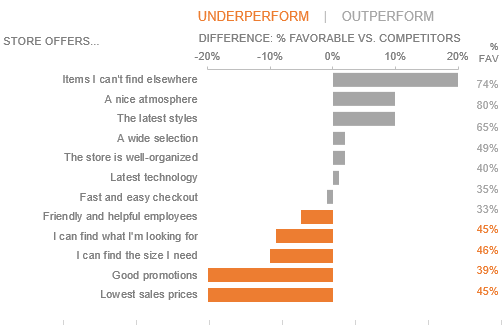 UNDERPERFORM | OUTPERFORM
STORE OFFERS...
DIFFERENCE: % FAVORABLE VS. COMPETITORS
-20% -10% 0% 10% 20%
%
FAV
Items I can't find elsewhere
A nice atmosphere
The latest styles
A wide selection
The store is well-organized
Latest technology
Fast and easy checkout
Friendly and helpful employees
I can find what I'm looking for
I can find the size I need
Good promotions
Lowest sales prices
74%
80%
65%
49%
40%
35%
33%
45%
46%
39%
45%